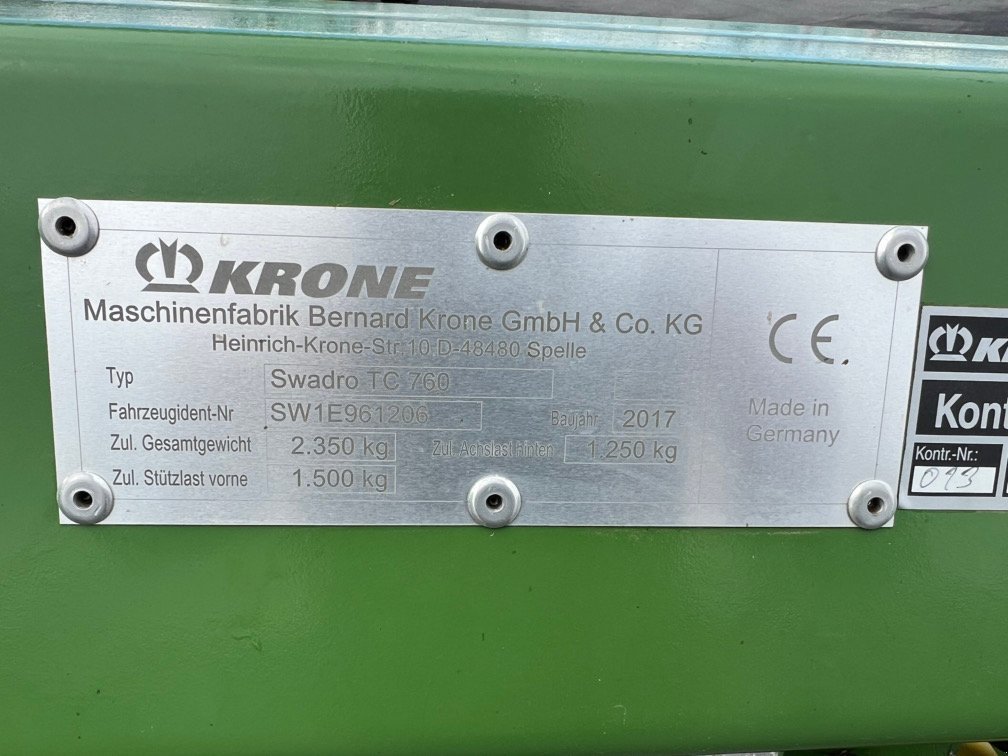 KRONE
Maschinenfabrik Bernard Krone GmbH & Co. KG
Heinrich-Krone-Str.10,D-48480 Spelle
Typ Swadro TC 760
Fahrzeugident-Nr SW1E961206 Baujahr 2017
Zul. Gesamtgewicht 2.350 kg Zul. Achslast hinten 1.250 kg
Zul. Stützlast vorne 1.500 kg
CE.
Made in
Germany
Kontr.-Nr.:
093